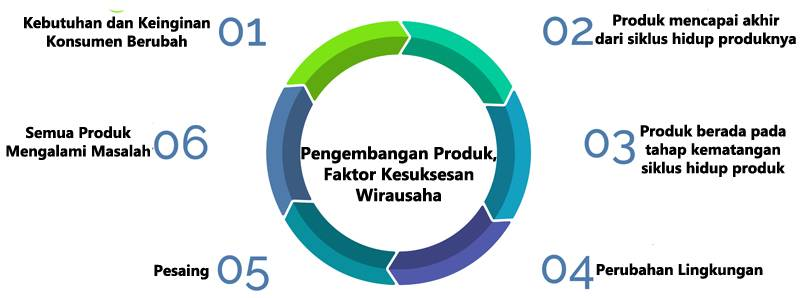 Kebutuhan dan Keinginan
Konsumen Berubah
01
02
Produk mencapai akhir
dari siklus hidup produknya
03
Produk berada pada
tahap kematangan
siklus hidup produk
04
Perubahan Lingkungan
Pesaing
05
Semua Produk
Mengalami Masalah
06
Pengembangan Produk,
Faktor Kesuksesan
Wirausaha